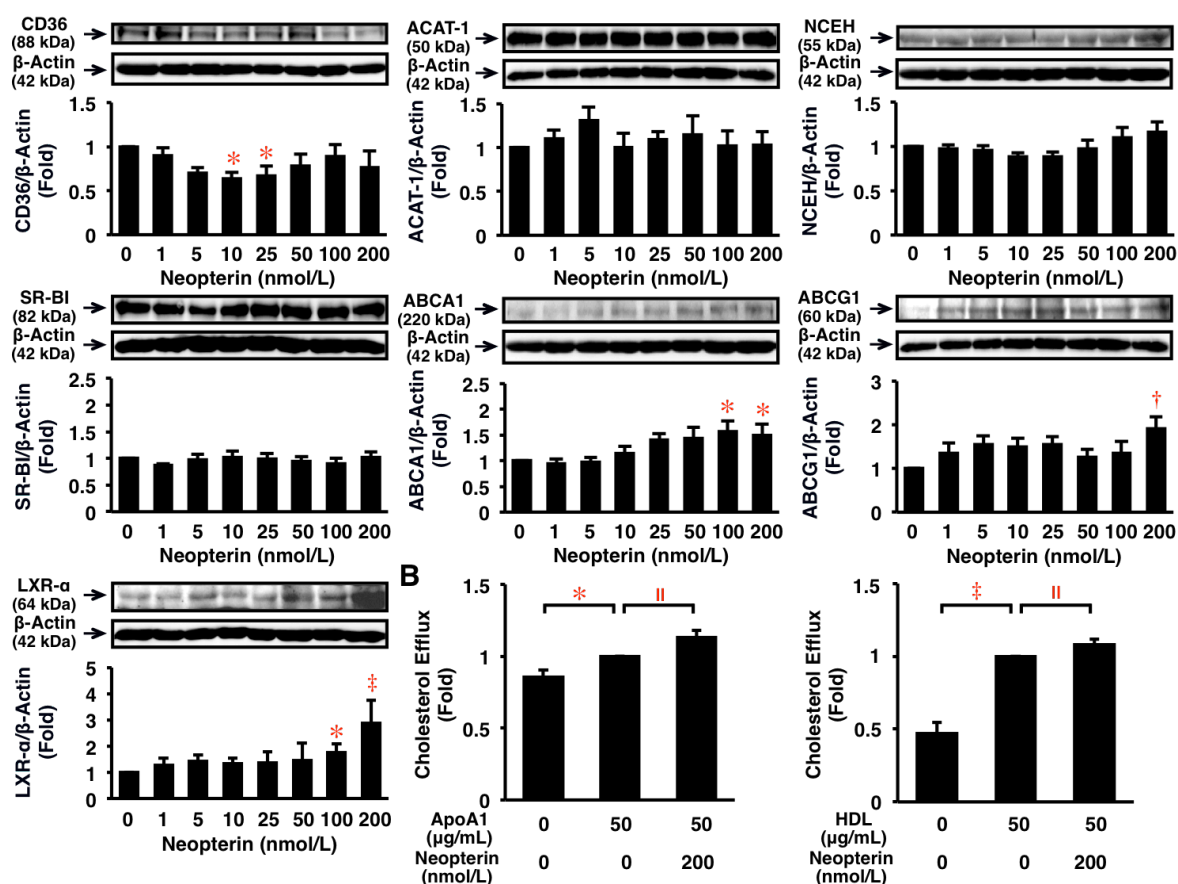 CD36
(88 kDa)
β-Actin
(42 kDa)
CD36/β-Actin
(Fold)
1.5
1
0.5
0
* *
0 1 5 10 25 50 100 200
Neopterin (nmol/L)
ACAT-1
(50 kDa)
β-Actin
(42 kDa)
ACAT-1/β-Actin
(Fold)
1.5
1
0.5
0
0 1 5 10 25 50 100 200
Neopterin (nmol/L)
NCEH
(55 kDa)
β-Actin
(42 kDa)
NCEH/β-Actin
(Fold)
1.5
1
0.5
0
0 1 5 10 25 50 100 200
Neopterin (nmol/L)
SR-BI
(82 kDa)
β-Actin
(42 kDa)
SR-BI/β-Actin
(Fold)
2.5
2
1.5
1
0.5
0
0 1 5 10 25 50 100 200
Neopterin (nmol/L)
ABCA1
(220 kDa)
β-Actin
(42 kDa)
ABCA1/β-Actin
(Fold)
2.5
2
1.5
1
0.5
0
* *
0 1 5 10 25 50 100 200
Neopterin (nmol/L)
ABCG1
(60 kDa)
β-Actin
(42 kDa)
ABCG1/β-Actin
(Fold)
3
2
1
0
†
0 1 5 10 25 50 100 200
Neopterin (nmol/L)
LXR-α
(64 kDa)
β-Actin
(42 kDa)
LXR-α/β-Actin
(Fold)
5
4
3
2
1
0
* ‡
0 1 5 10 25 50 100 200
Neopterin (nmol/L)
B
Cholesterol Efflux
(Fold)
1.5
1
0.5
0
* ǁ
ApoA1
(μg/mL)
0 50 50
Neopterin
(nmol/L)
0 0 200
Cholesterol Efflux
(Fold)
1.5
1
0.5
0
‡ ǁ
HDL
(μg/mL)
0 50 50
Neopterin
(nmol/L)
0 0 200